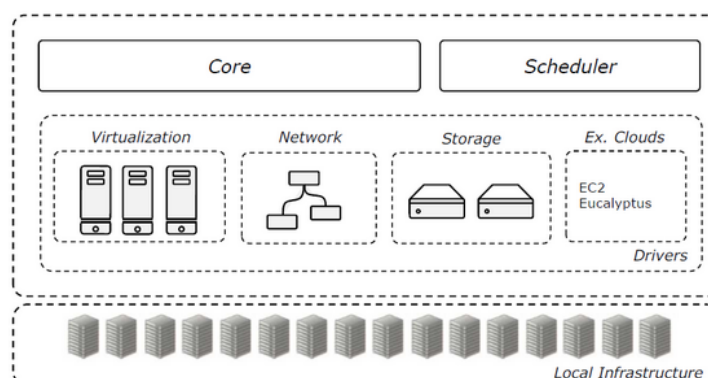 Core
Scheduler
Virtualization
Network
Storage
Ex. Clouds
EC2
Eucalyptus
Drivers
Local Infrastructure